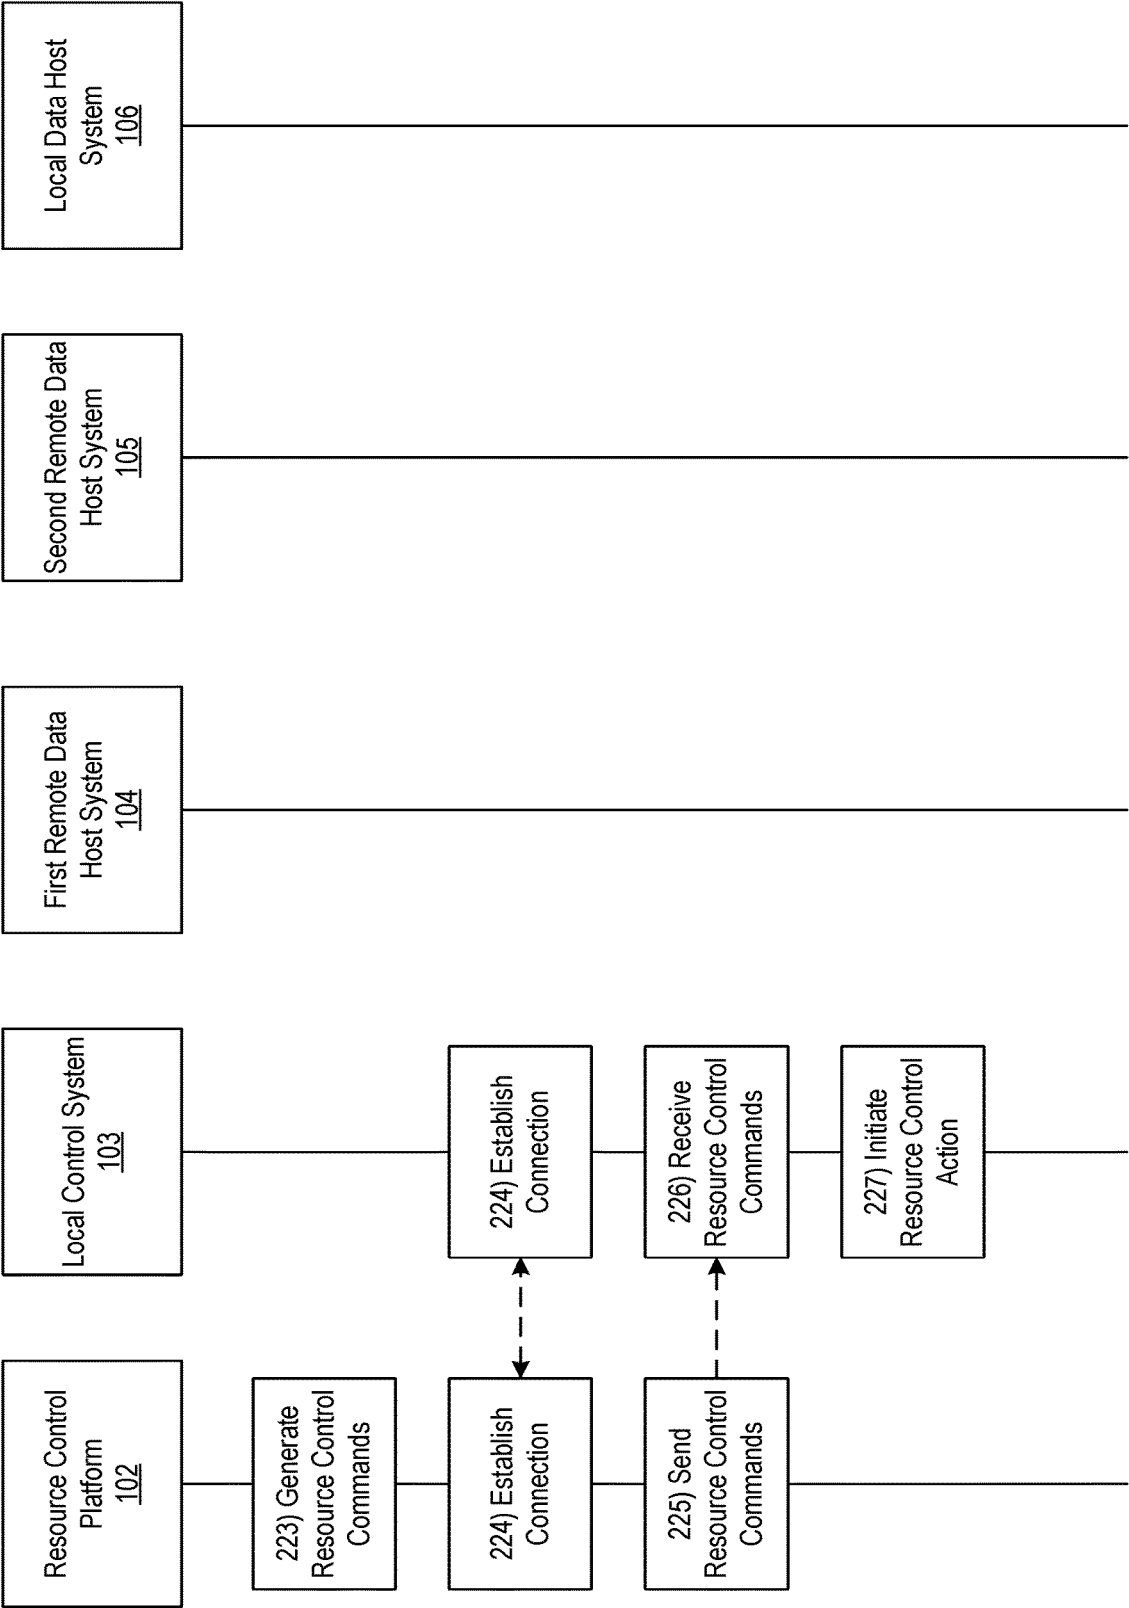 Resource Control
Platform
102
Local Control System
103
First Remote Data
Host System
104
Second Remote Data
Host System
105
Local Data Host
System
106
223) Generate
Resource Control
Commands
224) Establish
Connection
224) Establish
Connection
225) Send
Resource Control
Commands
226) Receive
Resource Control
Commands
227) Initiate
Resource Control
Action